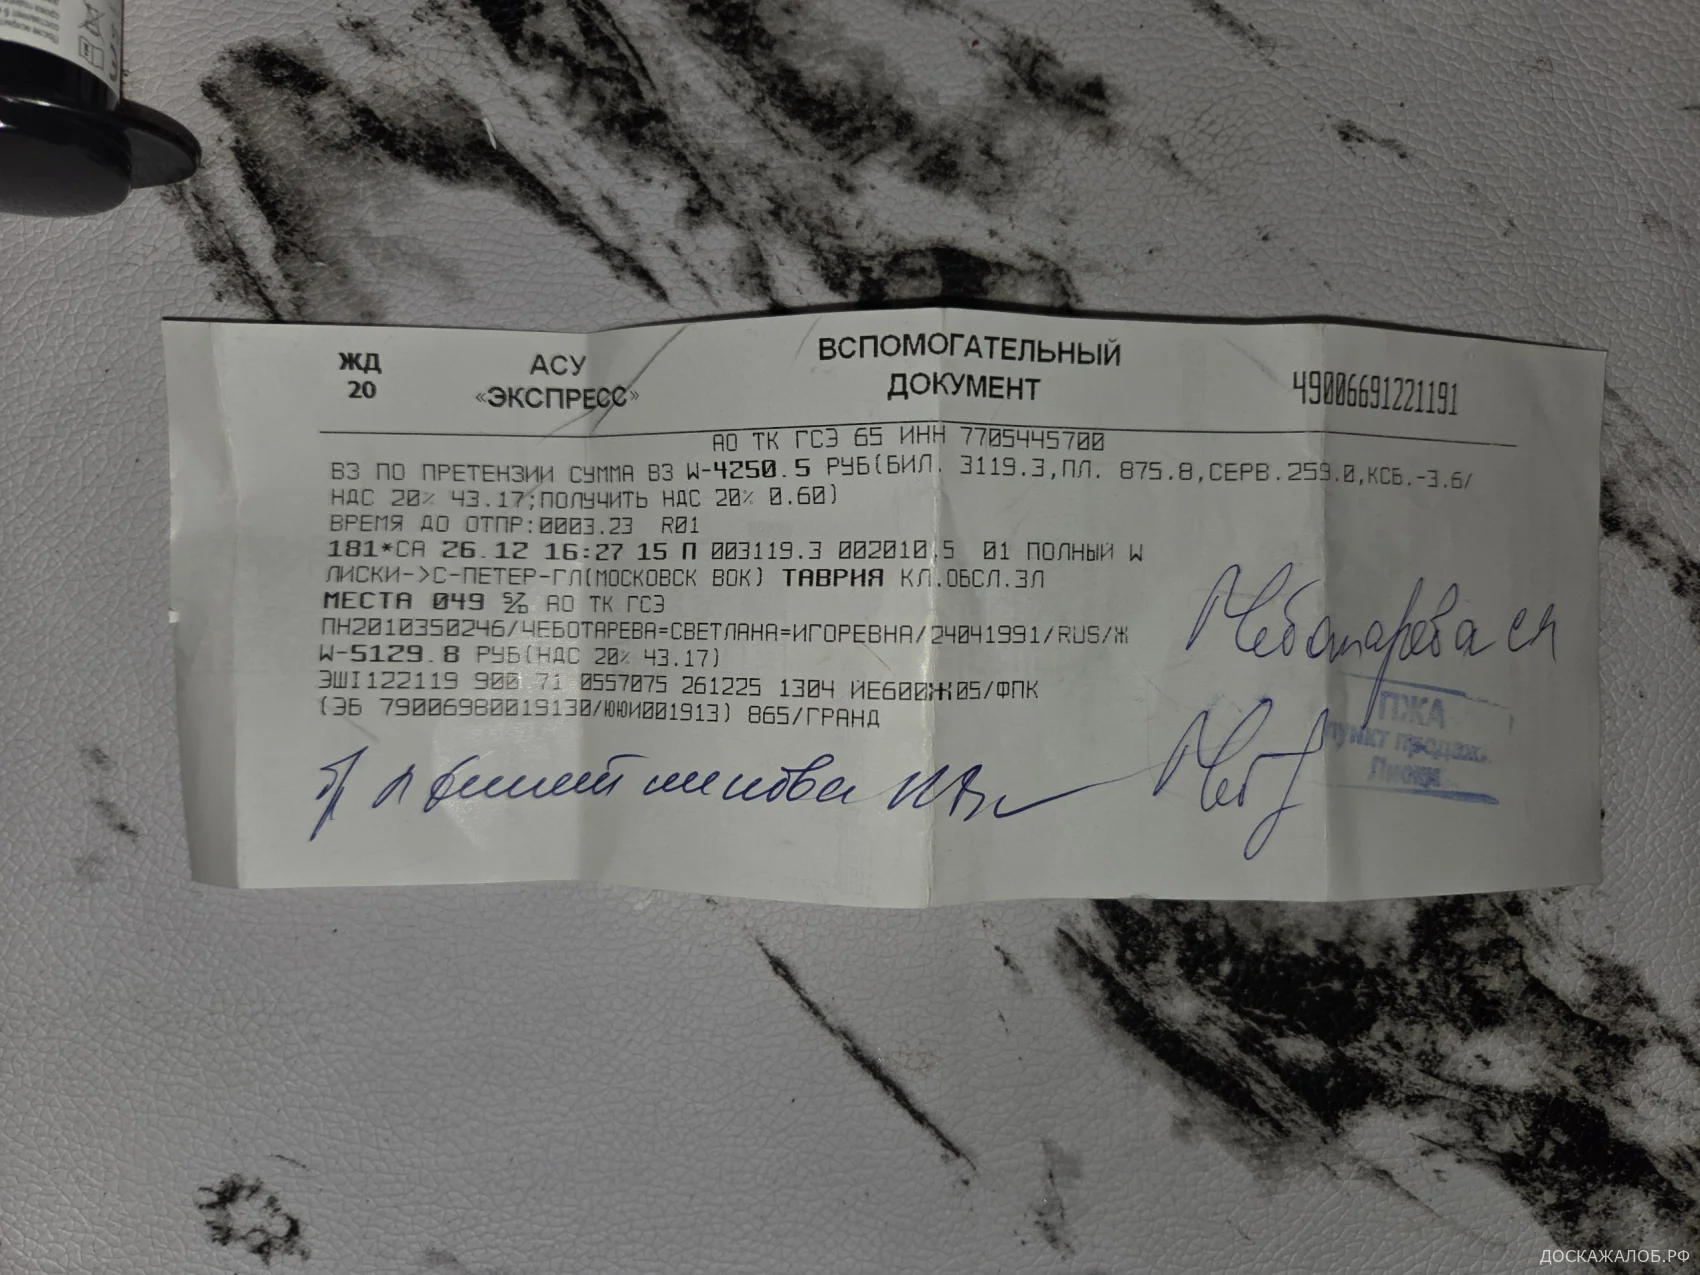 ЖД
20
АСУ
«ЭКСПРЕСС»
ВСПОМОГАТЕЛЬНЫЙ
ДОКУМЕНТ
49006691221191
АО ТК ГСЭ 65 ИНН 7705445700
ВЗ ПО ПРЕТЕНЗИИ СУММА ВЗ W-4250.5 РУБ(БИЛ. 3119.3,ПЛ. 875.8,СЕРВ.259.0,КСБ.-3.6/
НДС 20% 43.17;ПОЛУЧИТЬ НДС 20% 0.60)
ВРЕМЯ ДО ОТПР:0003.23 R01
181*СА 26.12 16:27 15 П 003119.3 002010.5 01 ПОЛНЫЙ W
ЛИСКИ->С-ПЕТЕР-ГЛ(МОСКОВСК ВОК) ТАВРИЯ КЛ.ОБСЛ.3Л
МЕСТА 049 АО ТК ГСЭ
ПН2010350246/ЧЕБОТАРЕВА=СВЕТЛАНА=ИГОРЕВНА/24041991/RUS/Ж
W-5129.8 РУБ(НДС 20% 43.17)
ЭШ1122119 900 71 0557075 261225 1304 ИЕ600Ж05/ФПК
(ЭБ 79006980019130/ЮЮИ001913) 865/ГРАНД
Чеботарева СИ
ПЖА
пункт продаж
Лиски
ДОСКАЖАЛОБ.РФ